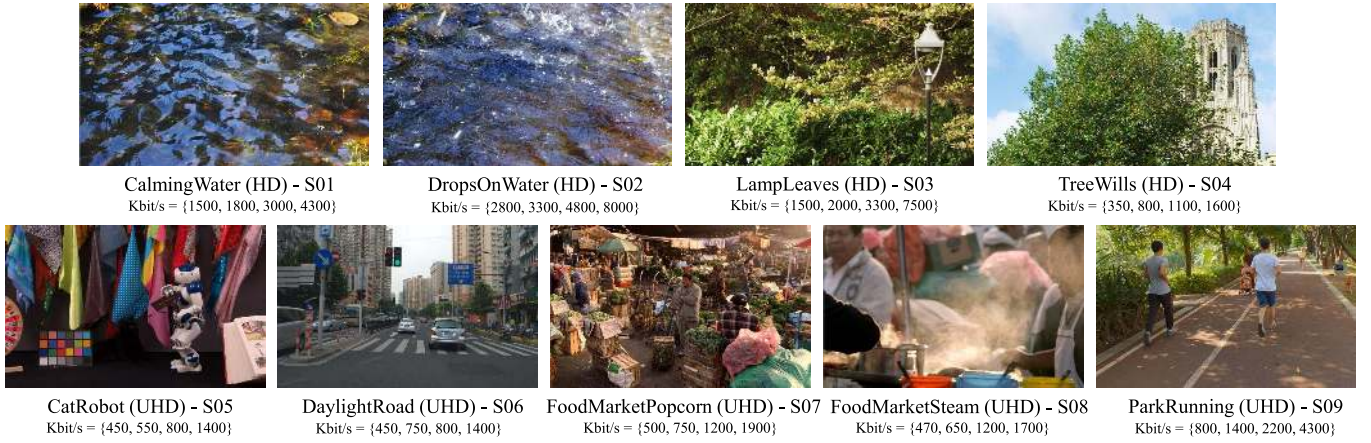 CalmingWater (HD) - S01
Kbit/s = {1500, 1800, 3000, 4300}
DropsOnWater (HD) - S02
Kbit/s = {2800, 3300, 4800, 8000}
LampLeaves (HD) - S03
Kbit/s = {1500, 2000, 3300, 7500}
TreeWills (HD) - S04
Kbit/s = {350, 800, 1100, 1600}
CatRobot (UHD) - S05
Kbit/s = {450, 550, 800, 1400}
DaylightRoad (UHD) - S06
Kbit/s = {450, 750, 800, 1400}
FoodMarketPopcorn (UHD) - S07
Kbit/s = {500, 750, 1200, 1900}
FoodMarketSteam (UHD) - S08
Kbit/s = {470, 650, 1200, 1700}
ParkRunning (UHD) - S09
Kbit/s = {800, 1400, 2200, 4300}